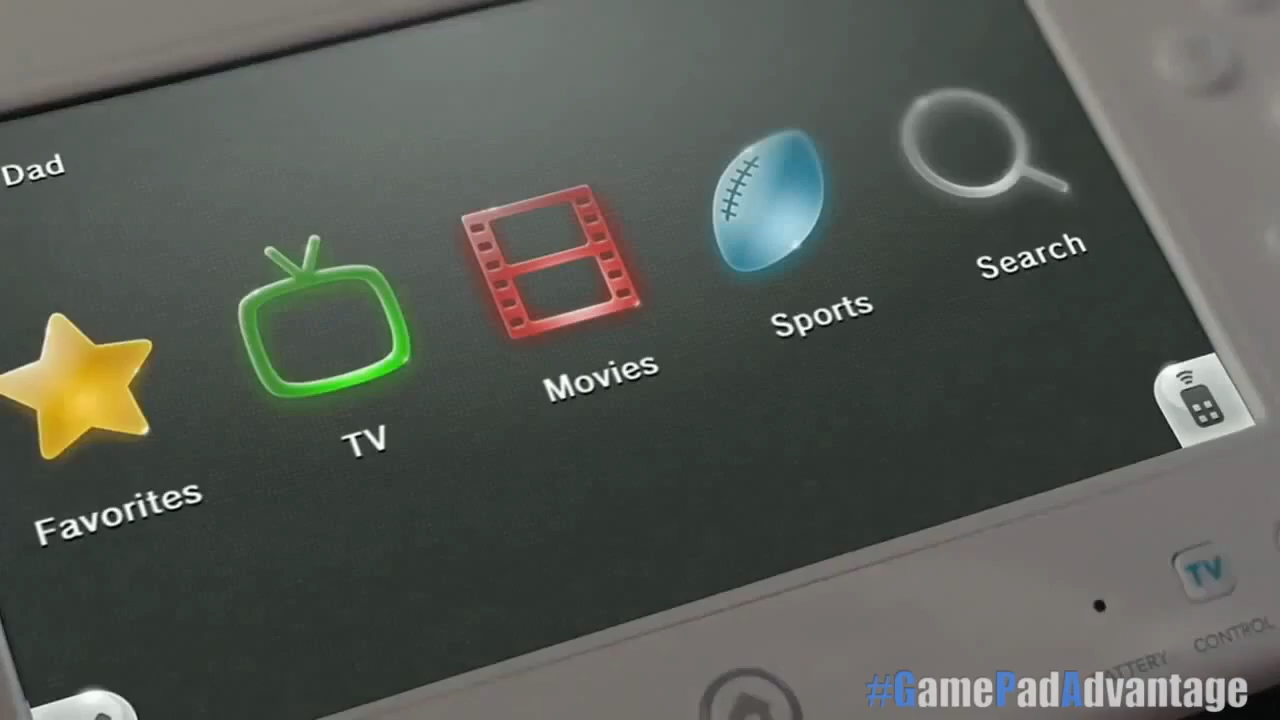 Dad
Favorites
TV
Movies
Sports
Search
TV
CONTROL
BATTERY
#GamePadAdvantage